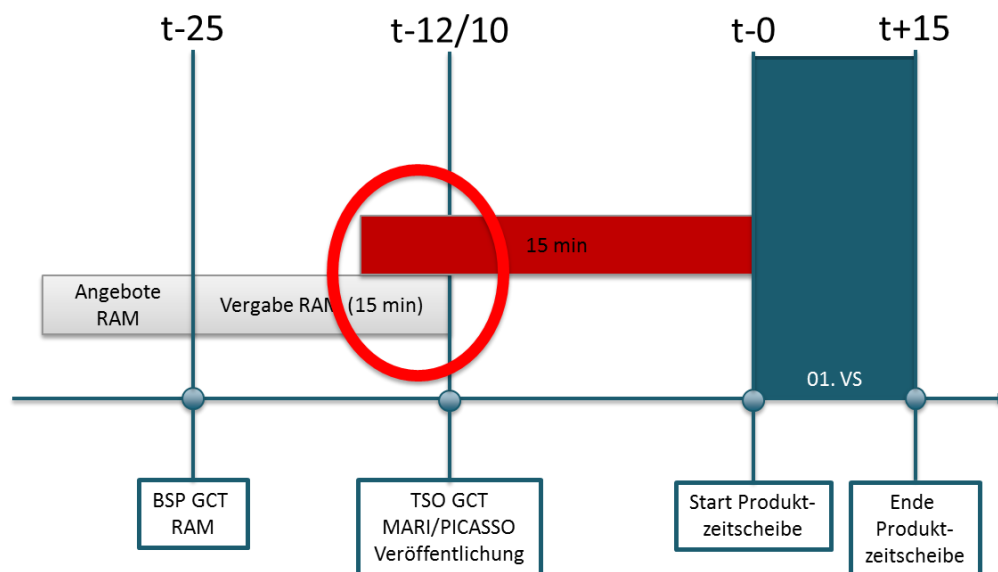 t-25
t-12/10
t-0
t+15
15 min
Angebote
RAM
Vergabe RAM (15 min)
01. VS
BSP GCT
RAM
TSO GCT
MARI/PICASSO
Veröffentlichung
Start Produkt-
zeitscheibe
Ende
Produkt-
zeitscheibe